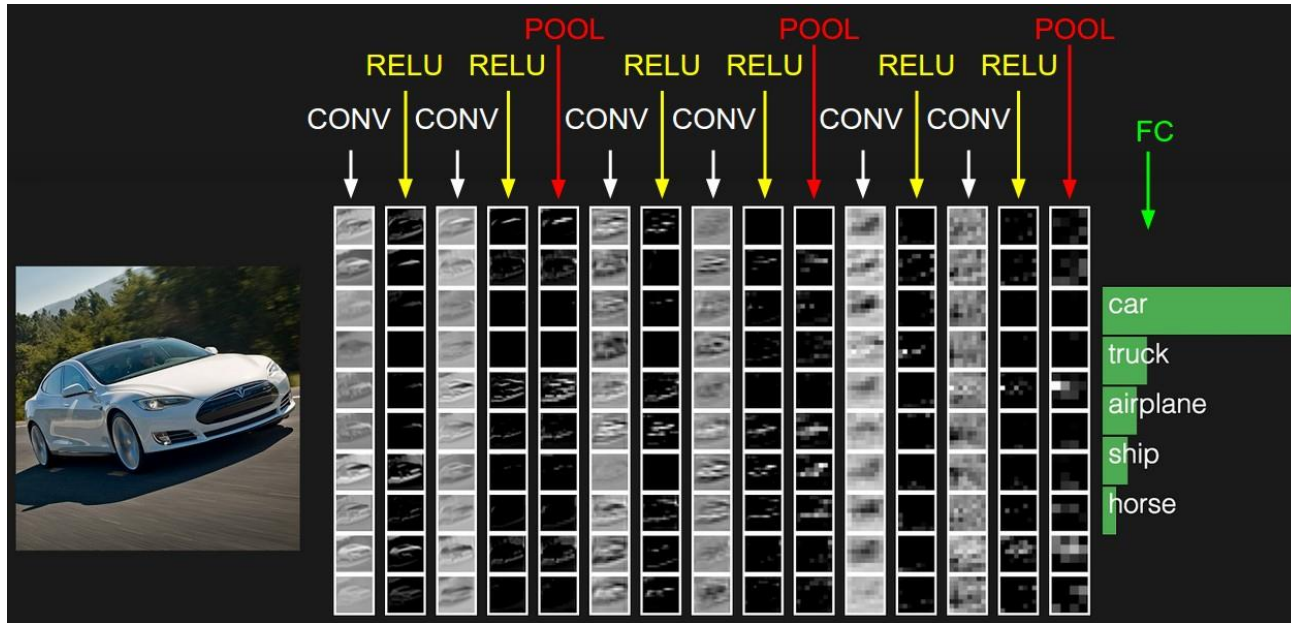 POOL POOL POOL
RELU RELU RELU RELU RELU RELU
CONV CONV CONV CONV CONV CONV
FC
car
truck
airplane
ship
horse